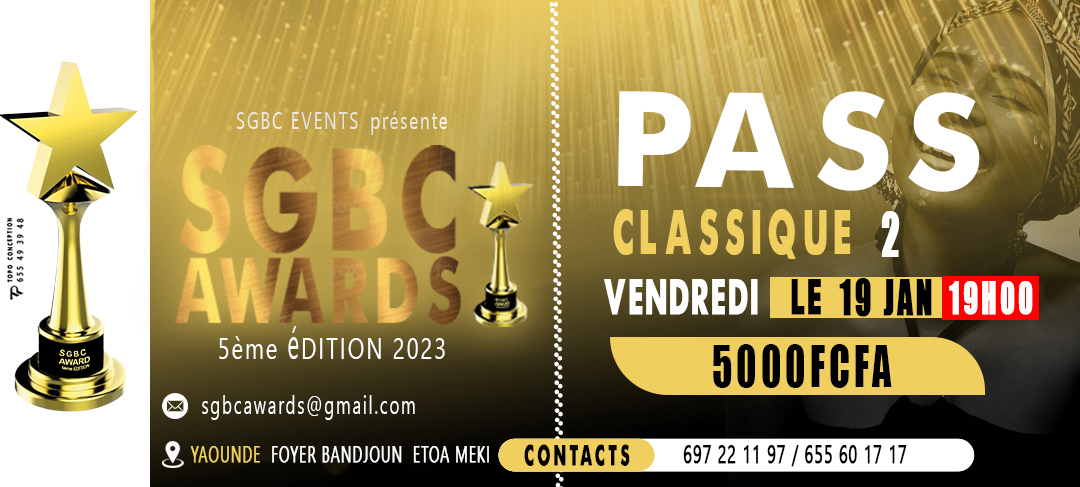 TOPO CONCEPTION
655 49 39 48
SGBC
AWARD
5ème EDITION
SGBC EVENTS présente
SGBC
AWARDS
5ème éDITION 2023
sgbcawards@gmail.com
YAOUNDE FOYER BANDJOUN ETOA MEKI
PASS
CLASSIQUE 2
VENDREDI LE 19 JAN 19H00
5000FCFA
CONTACTS 697 22 11 97 / 655 60 17 17